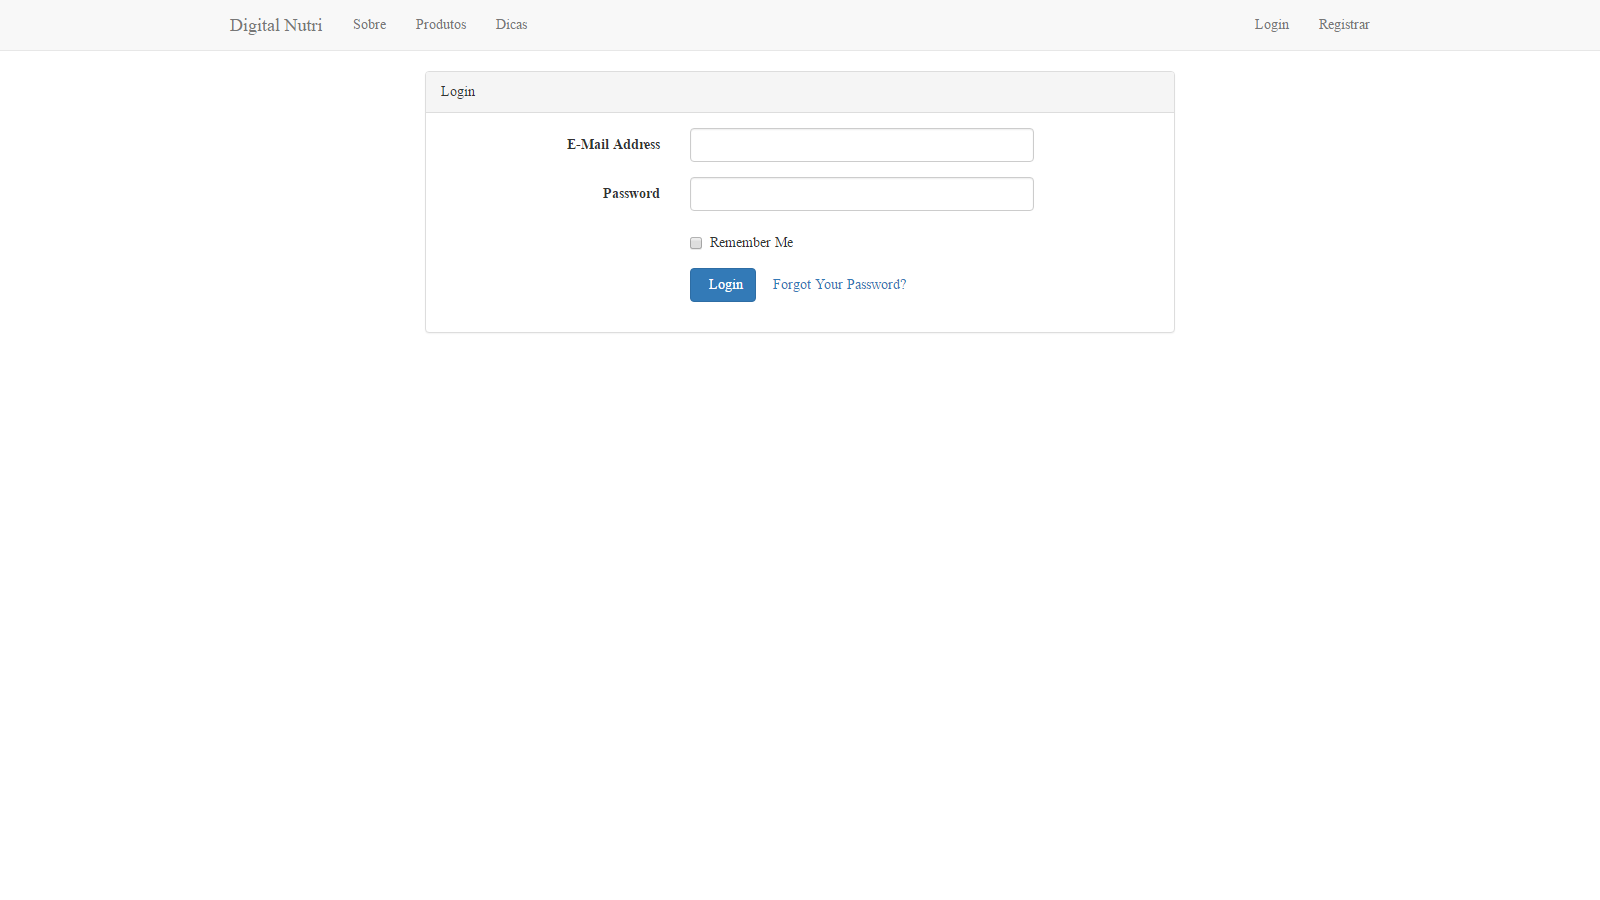 Digital Nutri Sobre Produtos Dicas Login Registrar
Login
E-Mail Address
Password
Remember Me
Login Forgot Your Password?